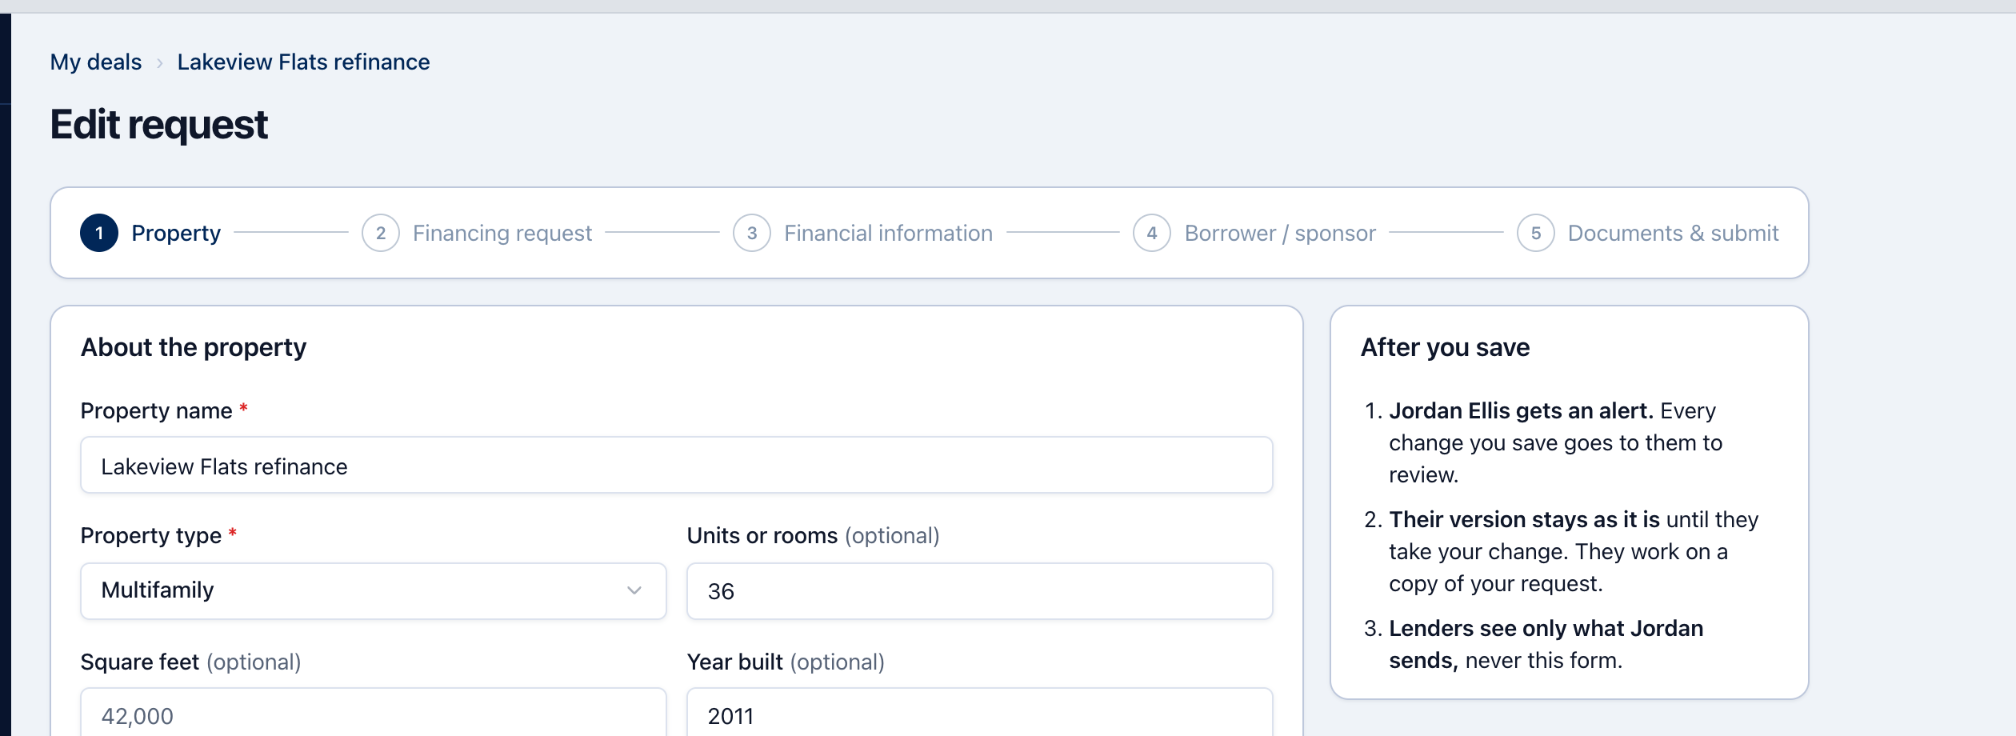 My deals › Lakeview Flats refinance
Edit request
1 Property 2 Financing request 3 Financial information 4 Borrower / sponsor 5 Documents & submit
About the property
Property name *
Lakeview Flats refinance
Property type * Units or rooms (optional)
Multifamily 36
Square feet (optional) Year built (optional)
42,000 2011
After you save
1. Jordan Ellis gets an alert. Every
change you save goes to them to
review.
2. Their version stays as it is until they
take your change. They work on a
copy of your request.
3. Lenders see only what Jordan
sends, never this form.